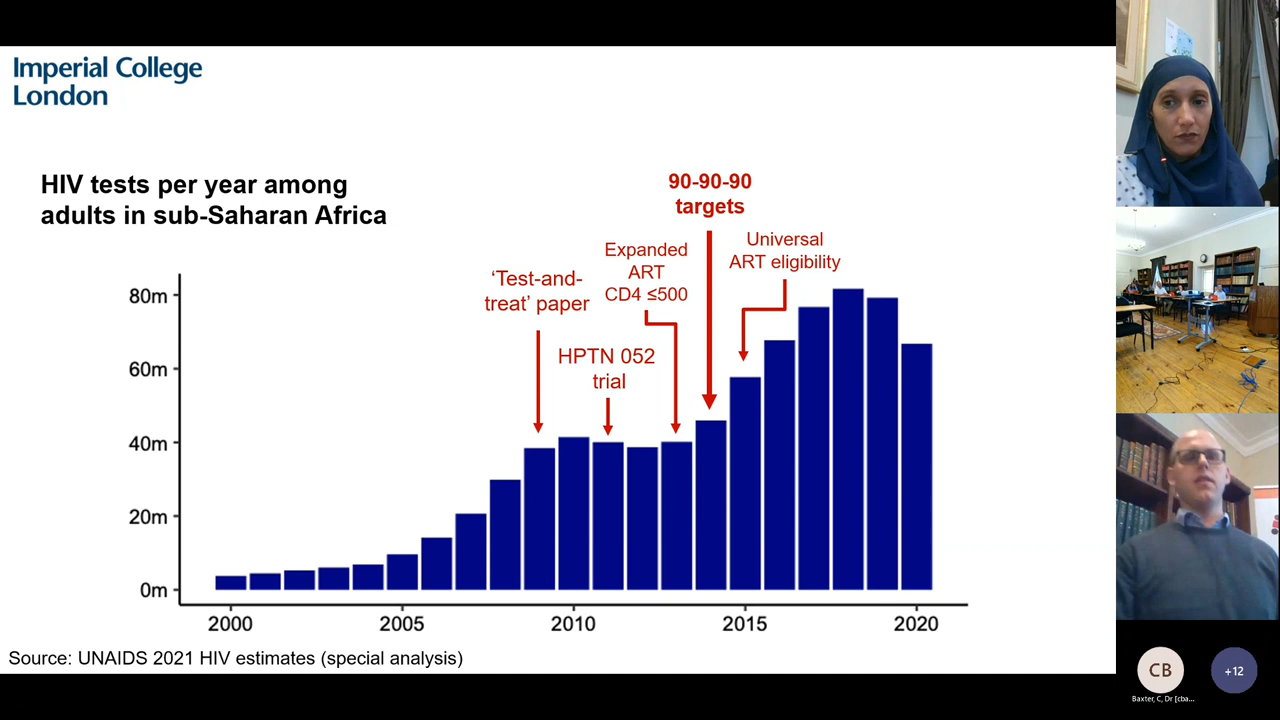 Imperial College
London
HIV tests per year among
adults in sub-Saharan Africa
90-90-90
targets
Expanded
ART
CD4 ≤500
Universal
ART eligibility
‘Test-and-
treat’ paper
HPTN 052
trial
80m
60m
40m
20m
0m
2000
2005
2010
2015
2020
Source: UNAIDS 2021 HIV estimates (special analysis)
CB
+12
Baxter, C, Dr [cba...